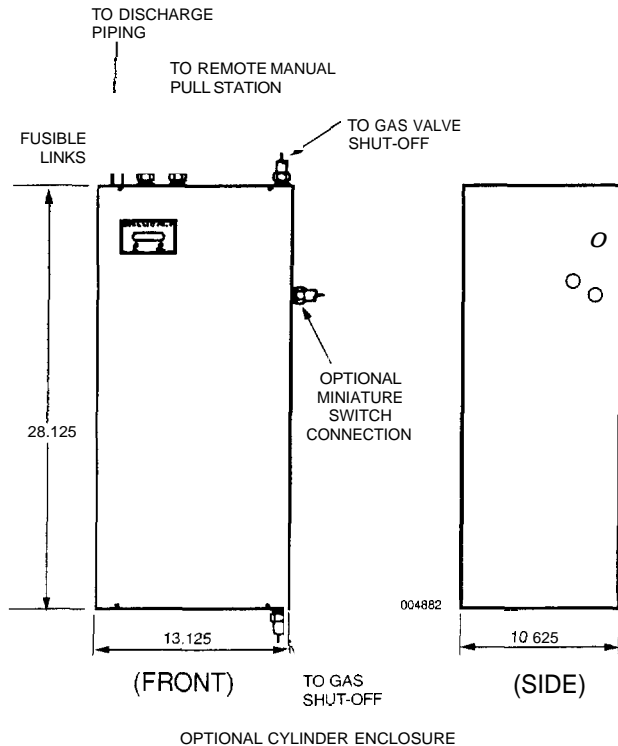 TO DISCHARGE
PIPING
TO REMOTE MANUAL
PULL STATION
TO GAS VALVE
SHUT-OFF
FUSIBLE
LINKS
O
OPTIONAL
MINIATURE
SWITCH
CONNECTION
28.125
004882
13.125
10 625
(FRONT)
TO GAS
SHUT-OFF
(SIDE)
OPTIONAL CYLINDER ENCLOSURE